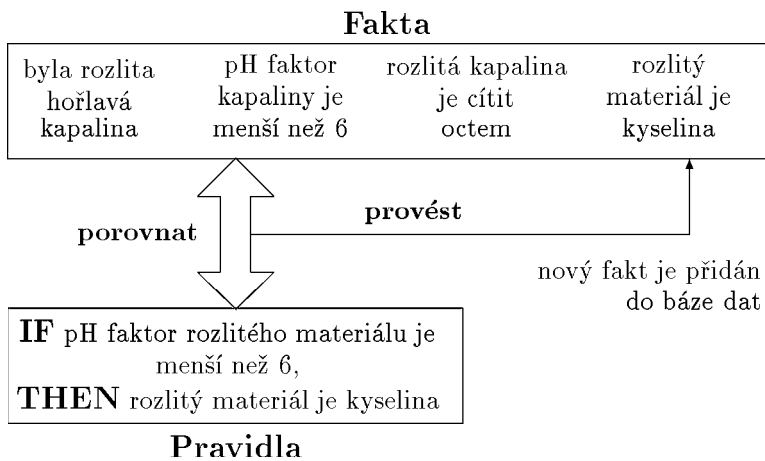 Fakta
byla rozlita
hořlavá
kapalina
pH faktor
kapaliny je
menší než 6
rozlitá kapalina
je cítit
octem
rozlitý
materiál je
kyselina
porovnat
provést
nový fakt je přidán
do báze dat
IF pH faktor rozlitého materiálu je
menší než 6,
THEN rozlitý materiál je kyselina
Pravidla